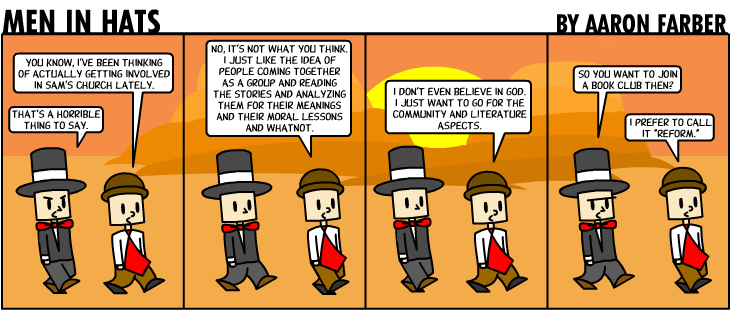 MEN IN HATS
BY AARON FARBER
YOU KNOW, I'VE BEEN THINKING
OF ACTUALLY GETTING INVOLVED
IN SAM'S CHURCH LATELY.
THAT'S A HORRIBLE
THING TO SAY.
NO, IT'S NOT WHAT YOU THINK.
I JUST LIKE THE IDEA OF
PEOPLE COMING TOGETHER
AS A GROUP AND READING
THE STORIES AND ANALYZING
THEM FOR THEIR MEANINGS
AND THEIR MORAL LESSONS
AND WHATNOT.
I DON'T EVEN BELIEVE IN GOD.
I JUST WANT TO GO FOR THE
COMMUNITY AND LITERATURE
ASPECTS.
SO YOU WANT TO JOIN
A BOOK CLUB THEN?
I PREFER TO CALL
IT "REFORM."